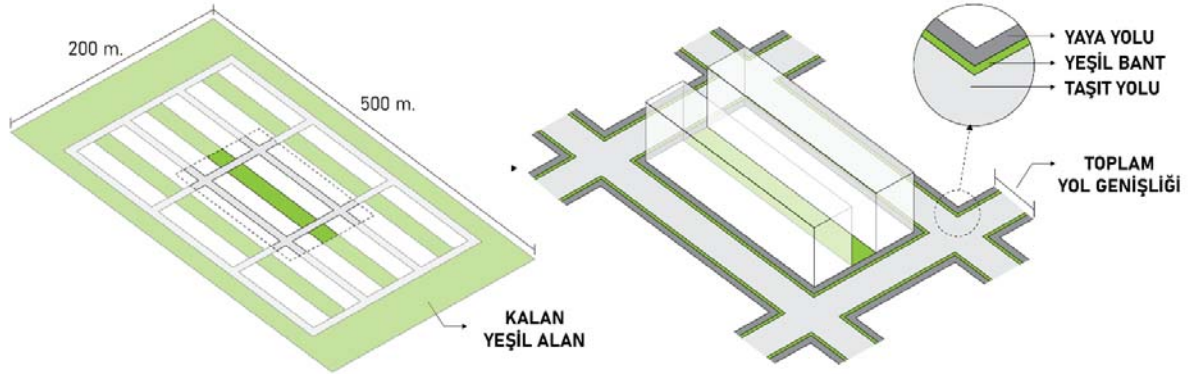 200 m.
500 m.
KALAN
YEŞİL ALAN
YAYA YOLU
YEŞİL BANT
TAŞIT YOLU
TOPLAM
YOL GENİŞLİĞİ